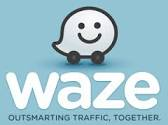 waze
OUTSMARTING TRAFFIC, TOGETHER.